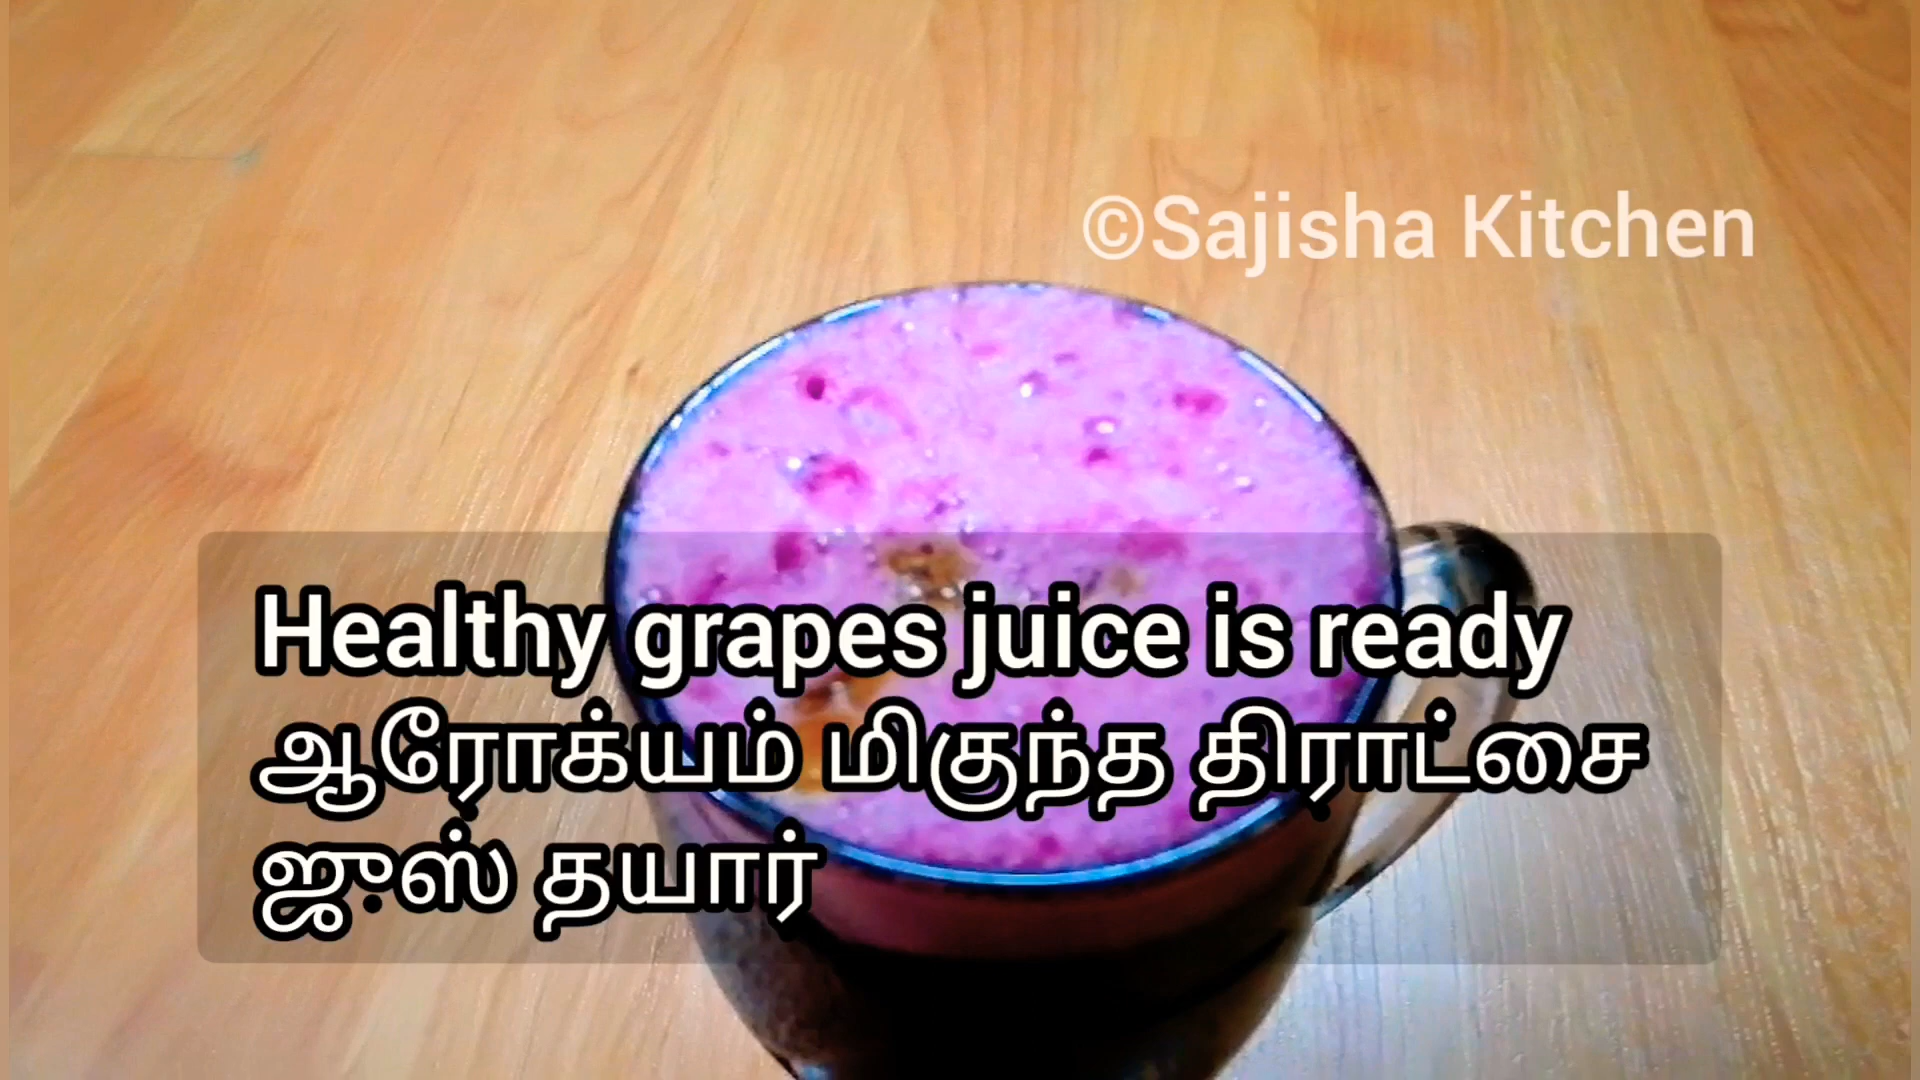 ©Sajisha Kitchen
Healthy grapes juice is ready
ஆரோக்யம் மிகுந்த திராட்சை
ஜுஸ் தயார்